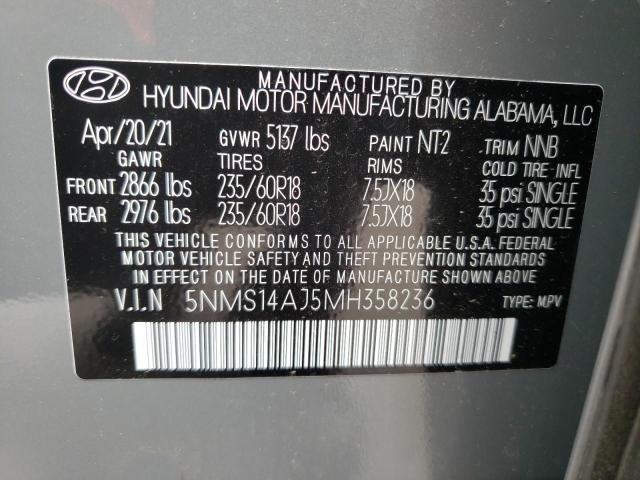 MANUFACTURED BY
HYUNDAI MOTOR MANUFACTURING ALABAMA, LLC
Apr/20/21 GVWR 5137 lbs PAINT NT2 TRIM NNB
GAWR TIRES RIMS COLD TIRE-INFL
FRONT 2866 lbs 235/60R18 7.5JX18 35 psi SINGLE
REAR 2976 lbs 235/60R18 7.5JX18 35 psi SINGLE
THIS VEHICLE CONFORMS TO ALL APPLICABLE U.S.A. FEDERAL
MOTOR VEHICLE SAFETY AND THEFT PREVENTION STANDARDS
IN EFFECT ON THE DATE OF MANUFACTURE SHOWN ABOVE.
V.I.N 5NMS14AJ5MH358236 TYPE: M.PV